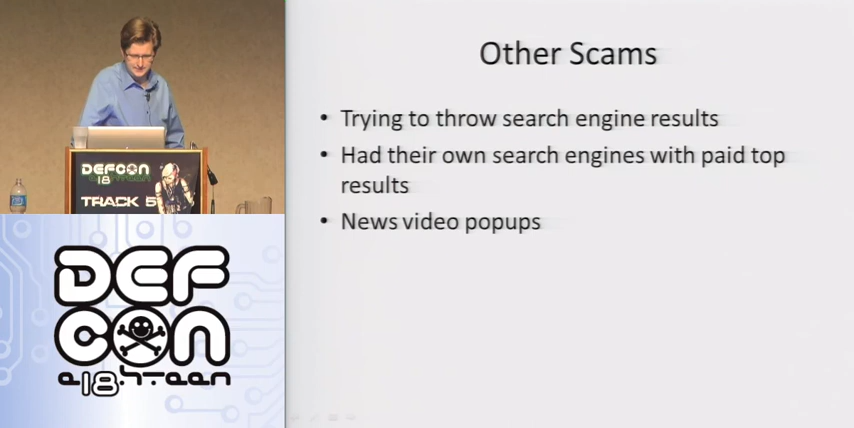 DEFCON
18
TRACK 5
DEF
CON
e18hteen
Other Scams
• Trying to throw search engine results
• Had their own search engines with paid top
results
• News video popups